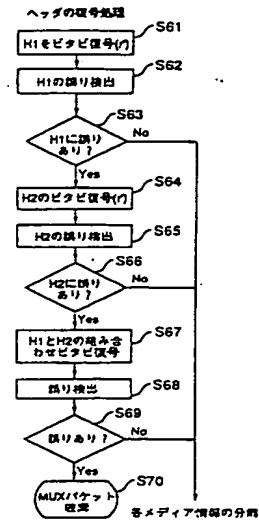 ヘッダの復号処理
S61
H1をビタビ復号(r)
S62
H1の誤り検出
S63
H1に誤り
あり?
No
Yes
S64
H2のビタビ復号(r)
S65
H2の誤り検出
S66
H2に誤り
あり?
No
Yes
S67
H1とH2の組み合
わせビタビ復号
S68
誤り検出
S69
誤りあり?
No
Yes
S70
MUXパケット
廃棄
各メディア情報の分離